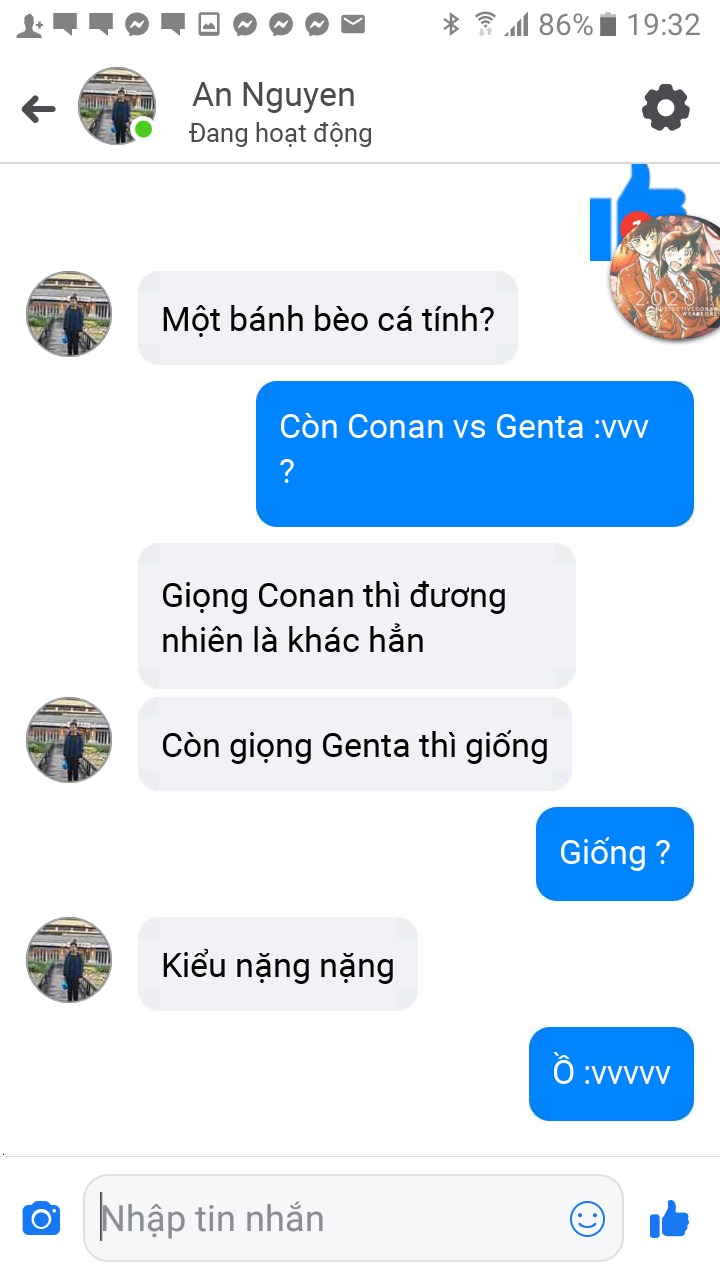 86% 19:32
An Nguyen
Đang hoạt động
2.020
Một bánh bèo cá tính?
Còn Conan vs Genta :vvv
?
Giọng Conan thì đương
nhiên là khác hẳn
Còn giọng Genta thì giống
Giống ?
Kiểu nặng nặng
Ồ :vvvvv
Nhập tin nhắn